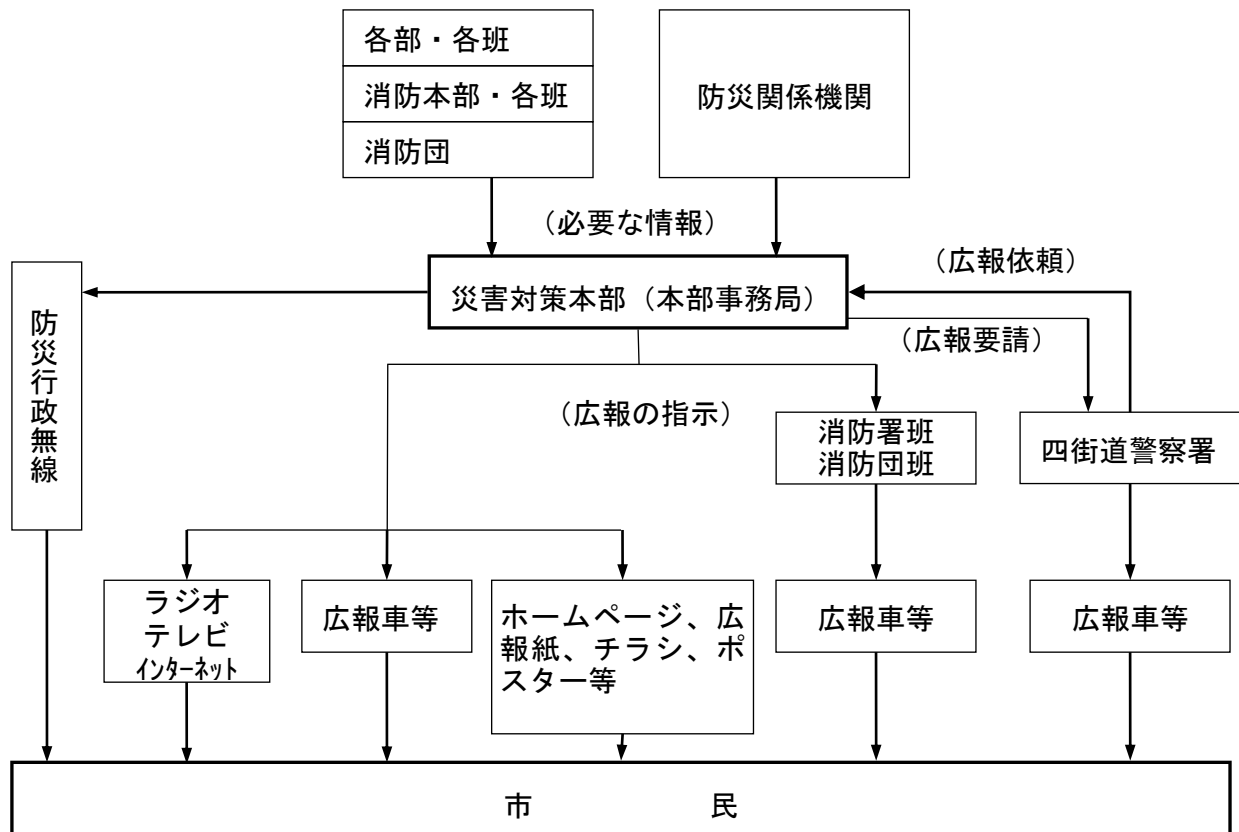 各部・各班
消防本部・各班
消防団
防災関係機関
（必要な情報）
（広報依頼）
災害対策本部（本部事務局）
（広報要請）
防災行政無線
（広報の指示）
消防署班
消防団班
四街道警察署
ラジオ
テレビ
インターネット
広報車等
ホームページ、広
報紙、チラシ、ポ
スター等
広報車等
広報車等
市　　　　　民